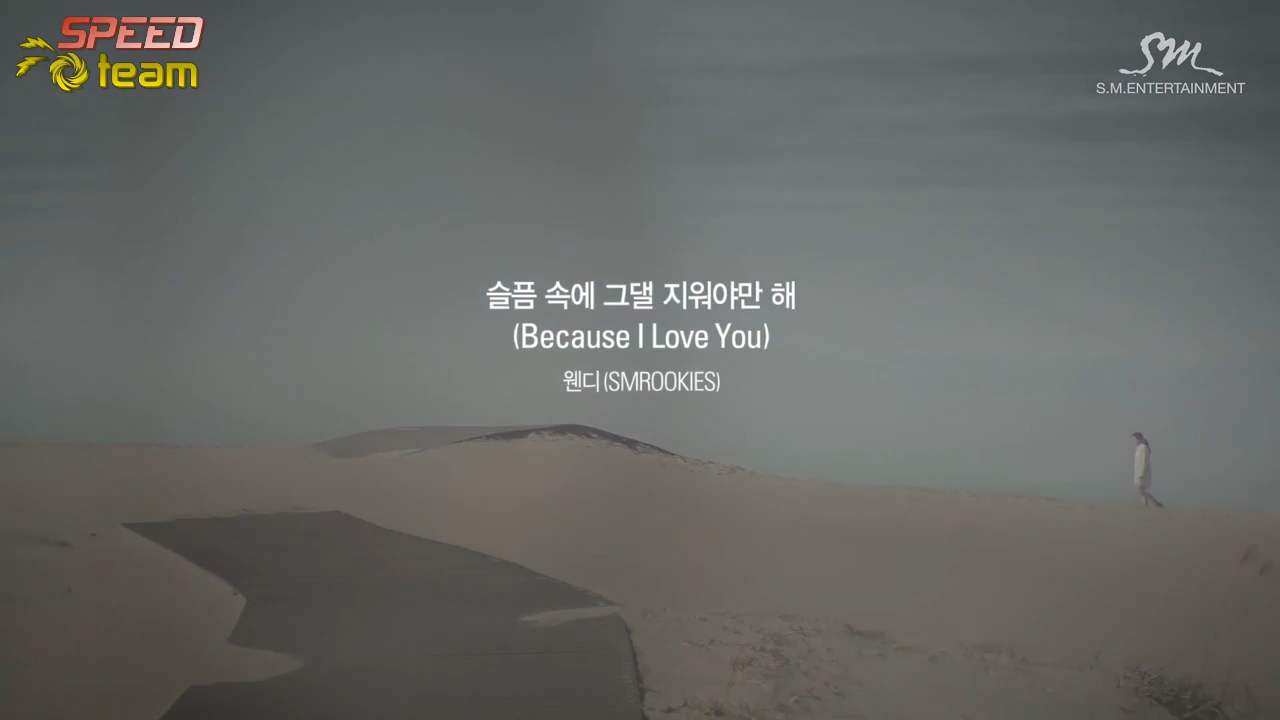 SPEED
team
SM
S.M.ENTERTAINMENT
슬픔 속에 그댈 지워야만 해
(Because I Love You)
웬디(SMROOKIES)